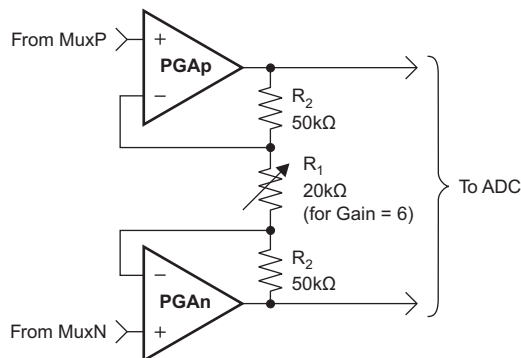 From MuxP
+
PGAp
−
R2
50kΩ
R1
20kΩ
(for Gain = 6)
To ADC
R2
50kΩ
−
PGAn
From MuxN
+